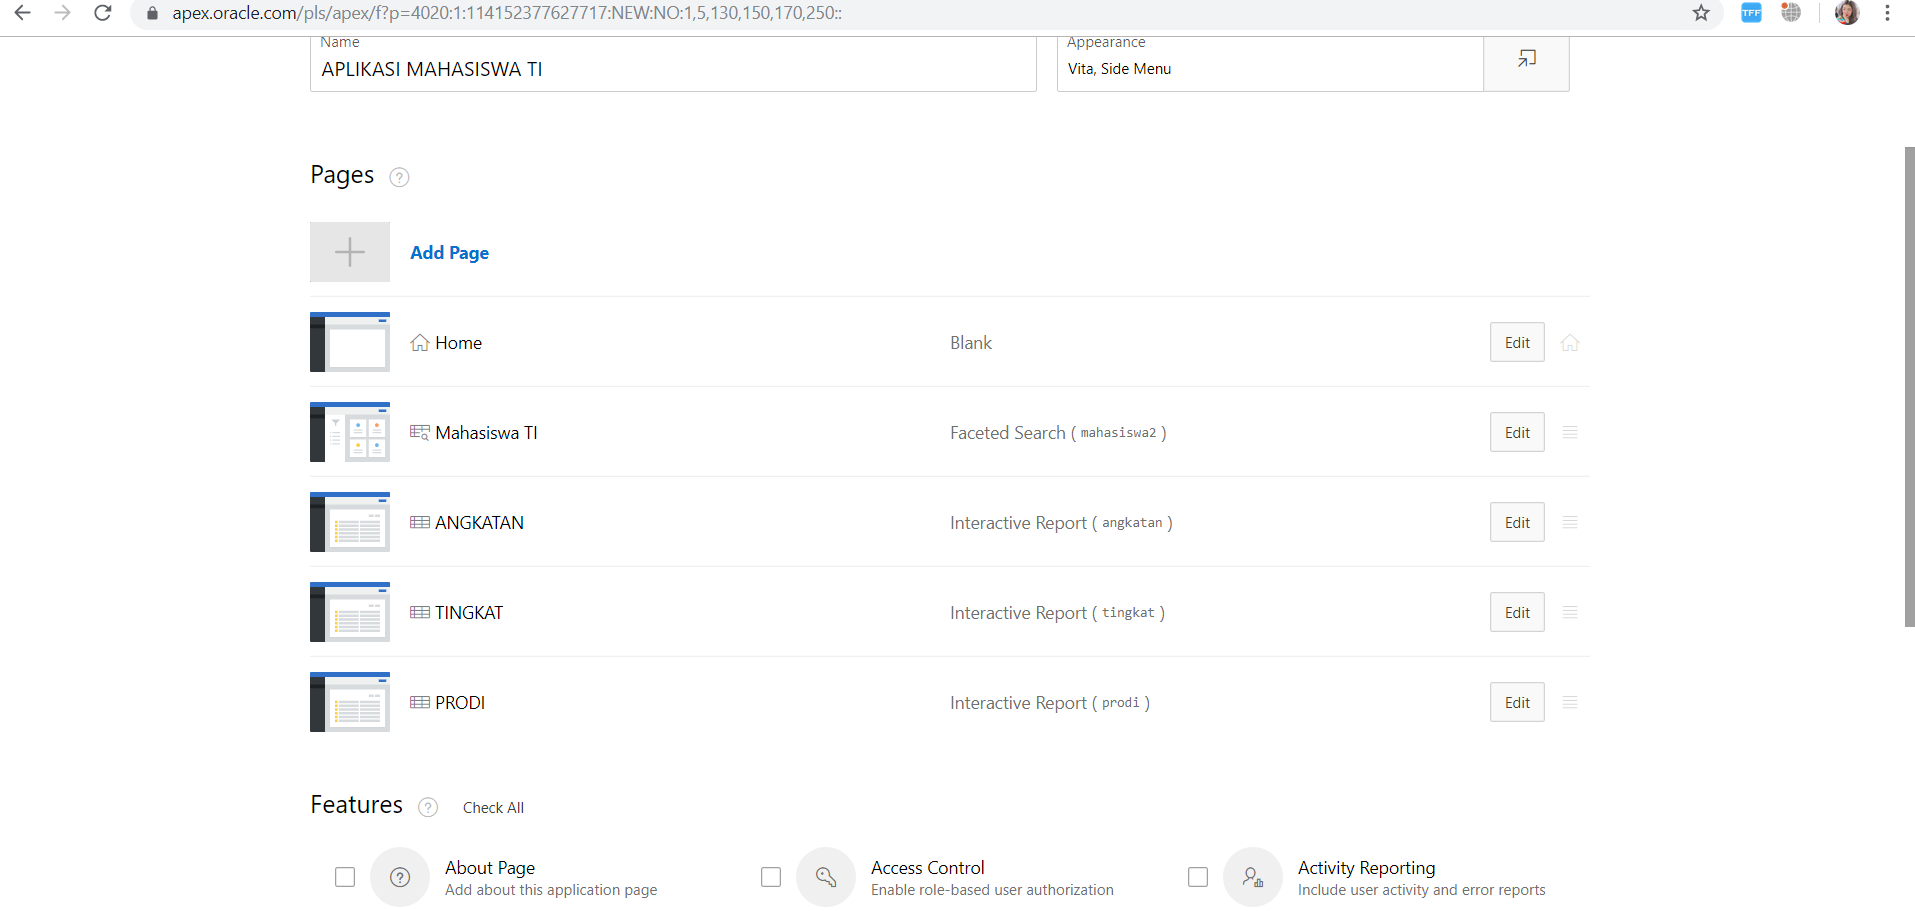 apex.oracle.com/pls/apex/f?p=4020:1:114152377627717:NEW:NO:1,5,130,150,170,250::
TFF
Name
APLIKASI MAHASISWA TI
Appearance
Vita, Side Menu
Pages ?
Add Page
Home Blank Edit
Mahasiswa TI Faceted Search ( mahasiswa2 ) Edit
ANGKATAN Interactive Report ( angkatan ) Edit
TINGKAT Interactive Report ( tingkat ) Edit
PRODI Interactive Report ( prodi ) Edit
Features ? Check All
? About Page
Add about this application page
Access Control
Enable role-based user authorization
Activity Reporting
Include user activity and error reports